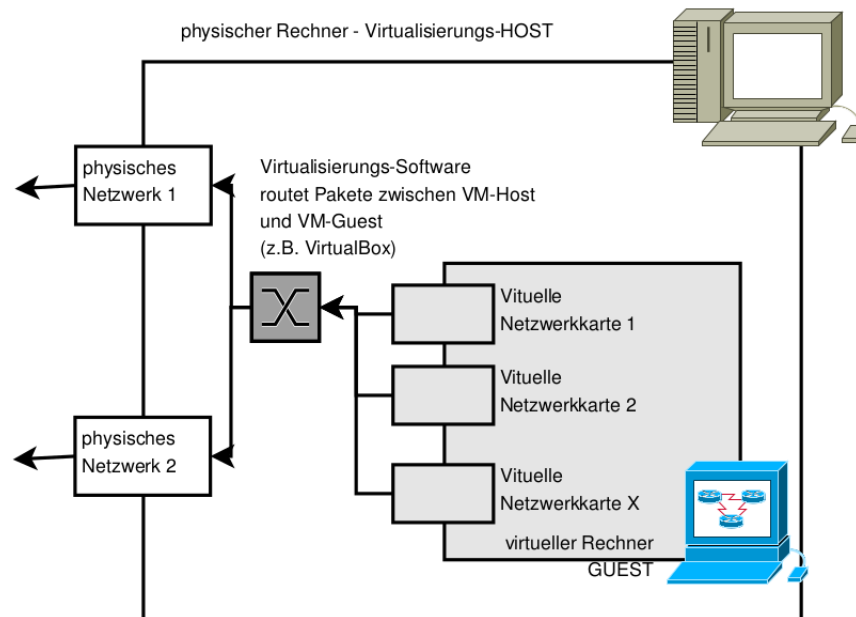 physischer Rechner - Virtualisierungs-HOST
physisches
Netzwerk 1
Virtualisierungs-Software
routet Pakete zwischen VM-Host
und VM-Guest
(z.B. VirtualBox)
Vituelle
Netzwerkkarte 1
Vituelle
Netzwerkkarte 2
physisches
Netzwerk 2
Vituelle
Netzwerkkarte X
virtueller Rechner
GUEST